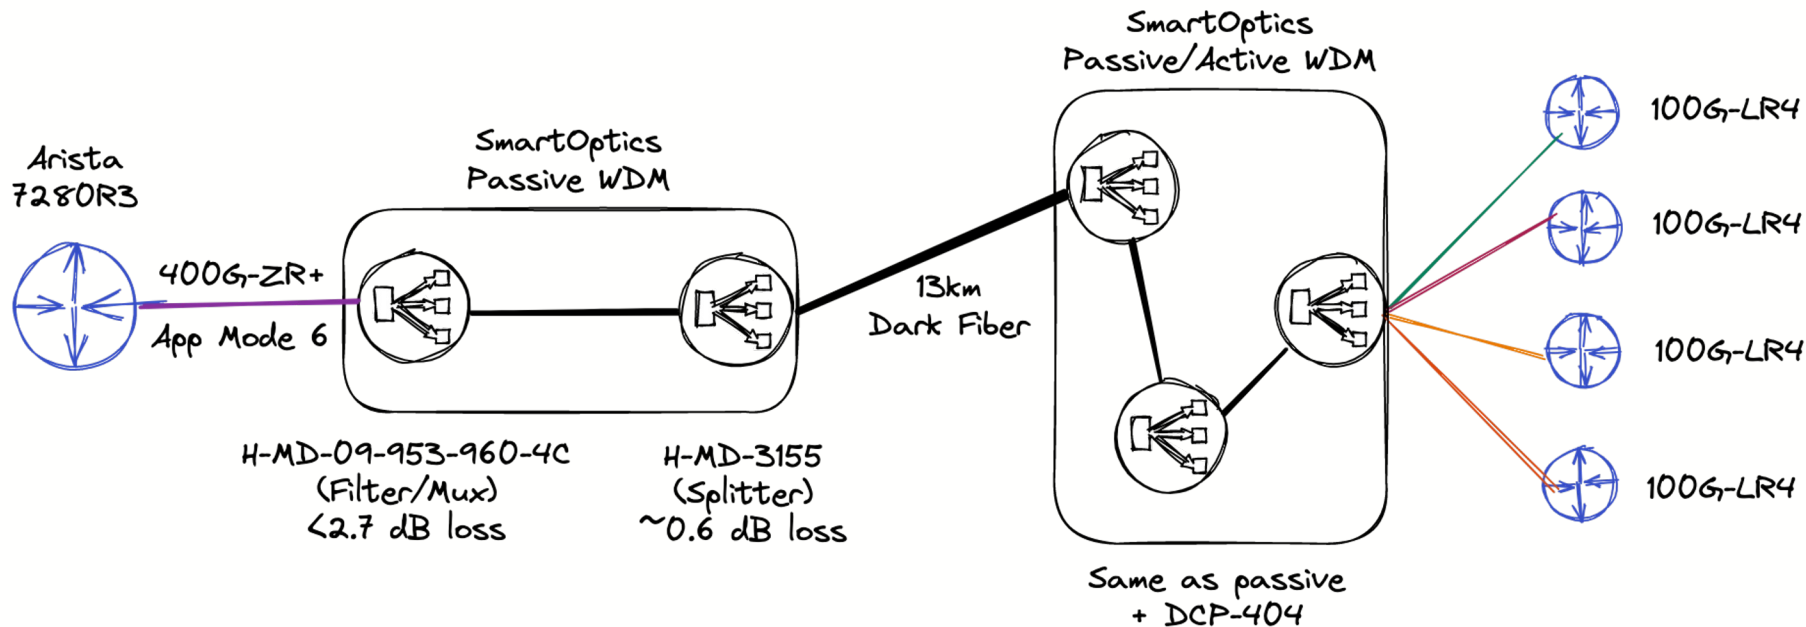 Arista
7280R3
400G-ZR+
App Mode 6
SmartOptics
Passive WDM
H-MD-09-953-960-4C
(Filter/Mux)
<2.7 dB loss
H-MD-3155
(Splitter)
~0.6 dB loss
13km
Dark Fiber
SmartOptics
Passive/Active WDM
Same as passive
+ DCP-404
100G-LR4
100G-LR4
100G-LR4
100G-LR4